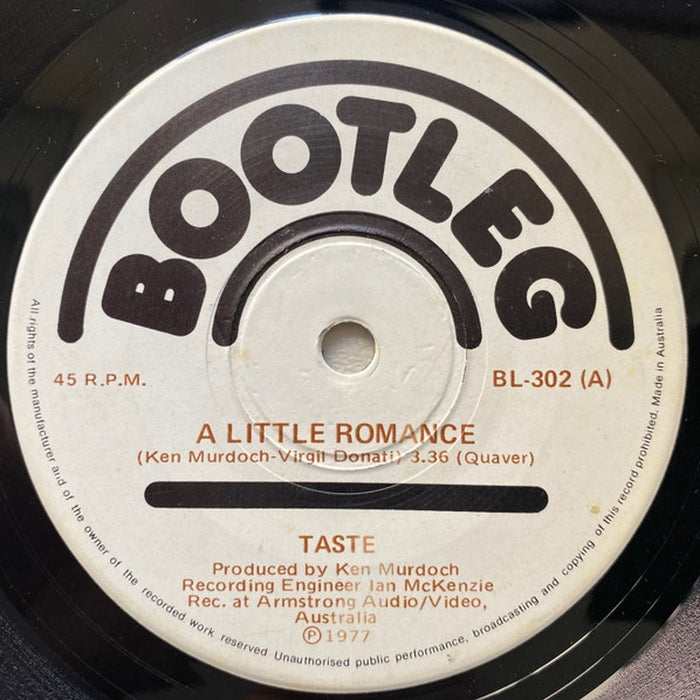 BOOTLEG
45 R.P.M.
BL-302 (A)
A LITTLE ROMANCE
(Ken Murdoch-Virgil Donati) 3.36 (Quaver)
TASTE
Produced by Ken Murdoch
Recording Engineer Ian McKenzie
Rec. at Armstrong Audio/Video,
Australia
Ⓟ1977
All rights of the manufacturer and of the owner of the recorded work reserved Unauthorised public performance, broadcasting and copying of this record prohibited. Made in Australia